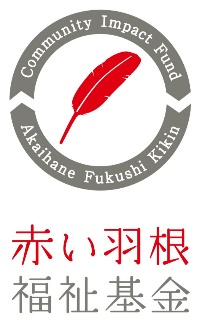 Community Impact Fund
Akaihane Fukushi Kikin
赤い羽根
福祉基金